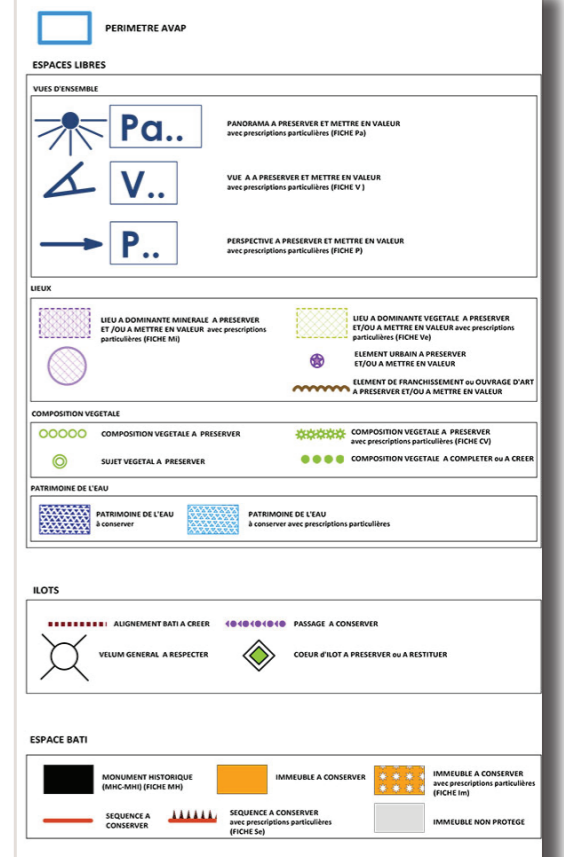 PERIMETRE AVAP
ESPACES LIBRES
VUES D'ENSEMBLE
Pa..
PANORAMA A PRESERVER ET METTRE EN VALEUR
avec prescriptions particulières (FICHE Pa)
V..
VUE A A PRESERVER ET METTRE EN VALEUR
avec prescriptions particulières (FICHE V )
P..
PERSPECTIVE A PRESERVER ET METTRE EN VALEUR
avec prescriptions particulières (FICHE P)
LIEUX
LIEU A DOMINANTE MINERALE A PRESERVER
ET /OU A METTRE EN VALEUR avec prescriptions
particulières (FICHE Mi)
LIEU A DOMINANTE VEGETALE A PRESERVER
ET/OU A METTRE EN VALEUR avec prescriptions
particulières (FICHE Ve)
ELEMENT URBAIN A PRESERVER
ET/OU A METTRE EN VALEUR
ELEMENT DE FRANCHISSEMENT ou OUVRAGE D'ART
A PRESERVER ET/OU A METTRE EN VALEUR
COMPOSITION VEGETALE
COMPOSITION VEGETALE A PRESERVER
COMPOSITION VEGETALE A PRESERVER
avec prescriptions particulières (FICHE CV)
SUJET VEGETAL A PRESERVER
COMPOSITION VEGETALE A COMPLETER ou A CREER
PATRIMOINE DE L'EAU
PATRIMOINE DE L'EAU
à conserver
PATRIMOINE DE L'EAU
à conserver avec prescriptions particulières
ILOTS
ALIGNEMENT BATI A CREER
PASSAGE A CONSERVER
VELUM GENERAL A RESPECTER
COEUR d'ILOT A PRESERVER ou A RESTITUER
ESPACE BATI
MONUMENT HISTORIQUE
(MHC-MHI) (FICHE MH)
IMMEUBLE A CONSERVER
IMMEUBLE A CONSERVER
avec prescriptions particulières
(FICHE Im)
SEQUENCE A
CONSERVER
SEQUENCE A CONSERVER
avec prescriptions particulières
(FICHE Se)
IMMEUBLE NON PROTEGE